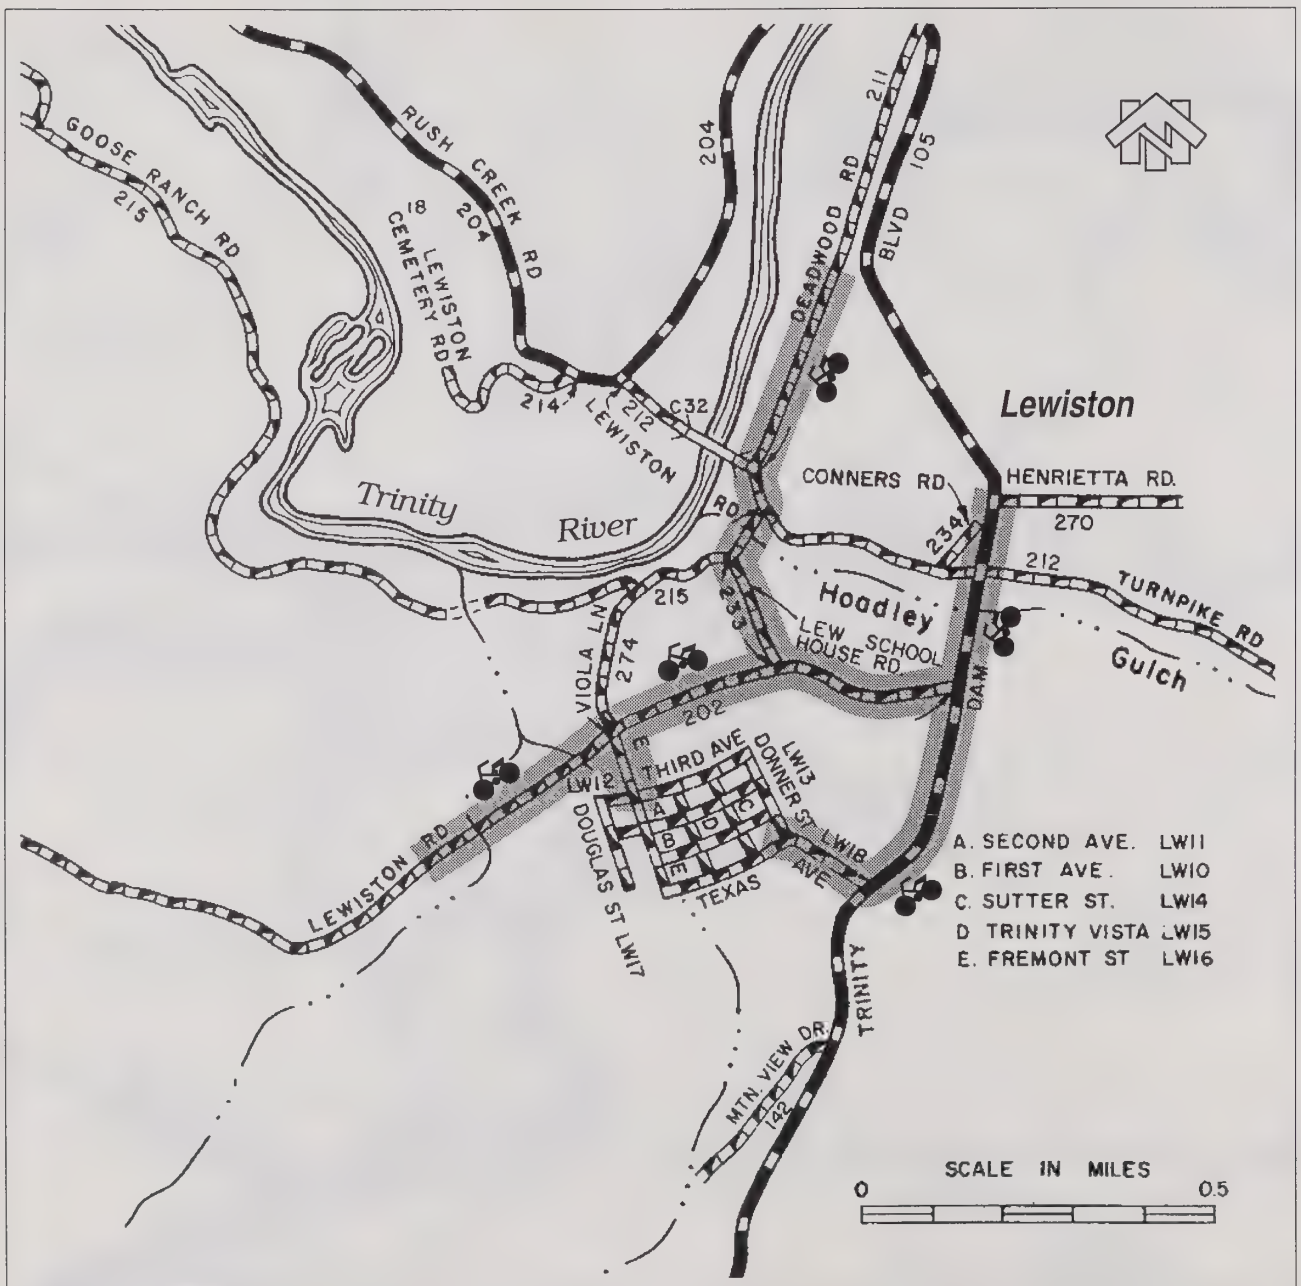 GOOSE RANCH RD
215
RUSH CREEK RD
204
204
211
DEADWOOD RD
BLVD 105
18
LEWISTON
CEMETERY RD
214
LEWISTON
212
C32
RD
Lewiston
CONNERS RD
HENRIETTA RD.
270
234
212
TURNPIKE RD
Trinity
River
Hoadley
Gulch
215
233
LEW SCHOOL
HOUSE RD.
VIOLA LN
274
202
DAM
E
THIRD AVE
LW12
LW13
DONNER ST
LW18
AVE
A
B
C
D
E
TEXAS
DOUGLAS ST LW17
LEWISTON RD
TRINITY
MTN. VIEW DR.
142
A. SECOND AVE. LW11
B. FIRST AVE. LW10
C. SUTTER ST. LW14
D TRINITY VISTA LW15
E. FREMONT ST LW16
SCALE IN MILES
0 0.5